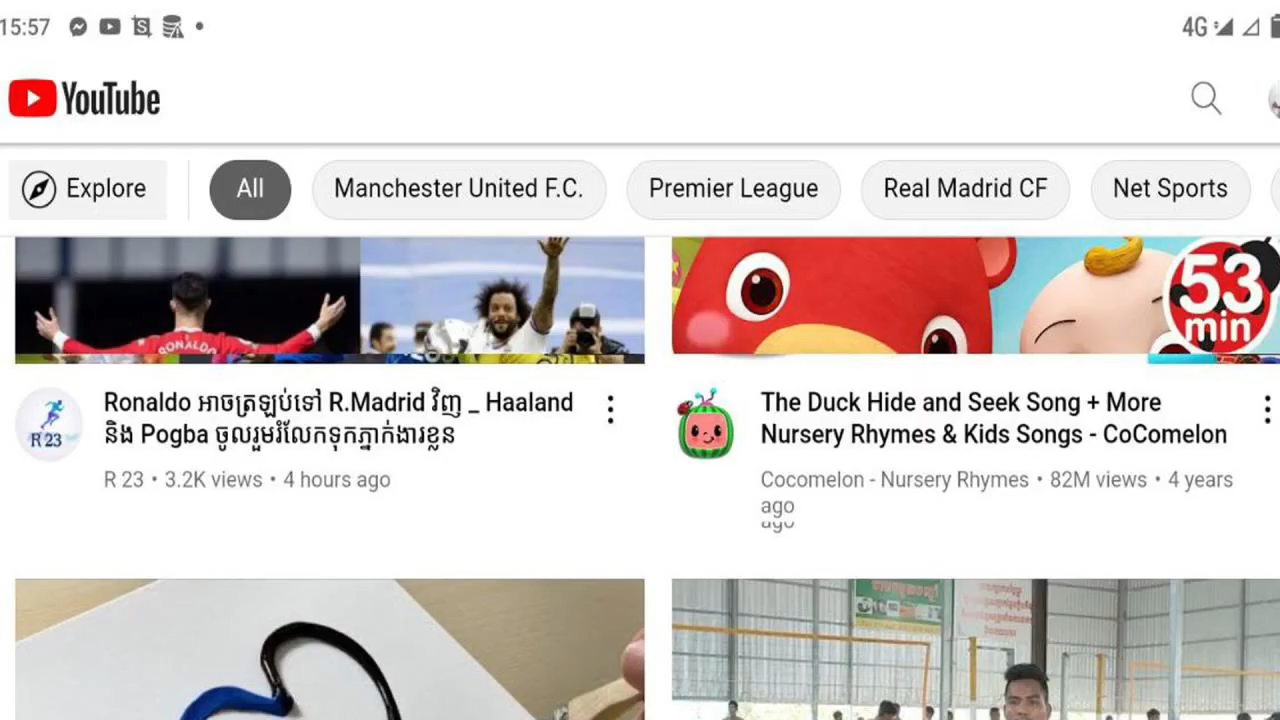 15:57
4G
YouTube
Explore
All
Manchester United F.C.
Premier League
Real Madrid CF
Net Sports
RONALDO
53
min
R 23
Ronaldo អាចត្រឡប់ទៅ R.Madrid វិញ _ Haaland
និង Pogba ចូលរួមរំលែកទុកភ្នាក់ងារខ្លួន
R 23 • 3.2K views • 4 hours ago
The Duck Hide and Seek Song + More
Nursery Rhymes & Kids Songs - CoComelon
Cocomelon - Nursery Rhymes • 82M views • 4 years
ago
ago